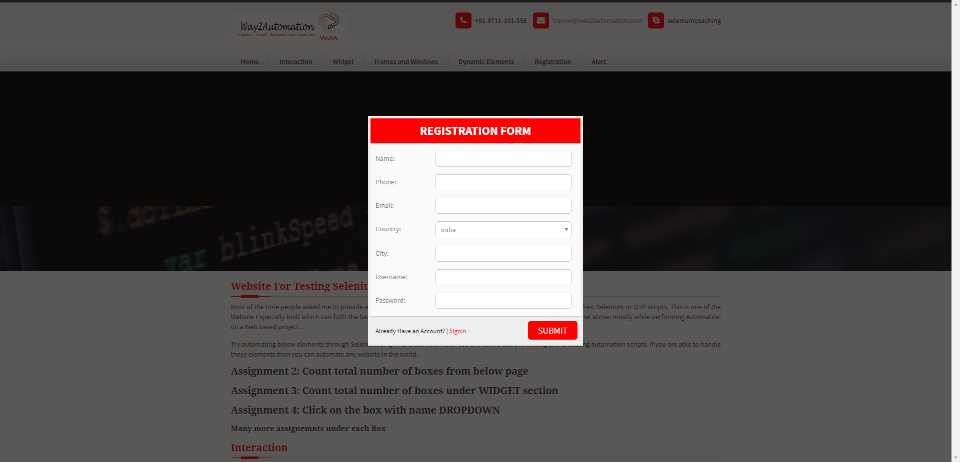 Way2Automation
+91-9711-191-558
trainer@way2automation.com
seleniumcoaching
Home
Interaction
Widget
Frames and Windows
Dynamic Elements
Registration
Alert
REGISTRATION FORM
Name:
Phone:
Email:
Country:
India
City:
Username:
Password:
Already Have an Account? | Signin
SUBMIT
blinkSpeed
var
Website For Testing Seleniu
Most of the time people asked me to provide a
Selenium or QTP scripts. This is one of the
Website I specially built which can fulfil the
across mostly while performing Automation
on a Web based project .
Try automating below elements through Selen
automation scripts. If you are able to handle
these elements then you can automate any website in the world.
Assignment 2: Count total number of boxes from below page
Assignment 3: Count total number of boxes under WIDGET section
Assignment 4: Click on the box with name DROPDOWN
Many more assignemnts under each Box
Interaction